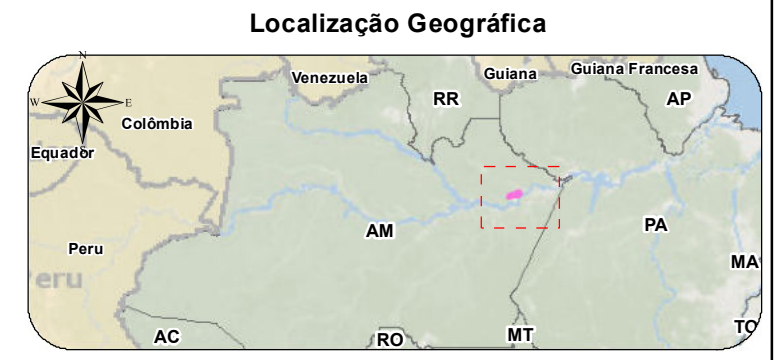 Localização Geográfica
N
W
E
Venezuela
Guiana
Guiana Francesa
RR
AP
Colômbia
Equador
AM
PA
Peru
eru
MA
AC
RO
MT
TO